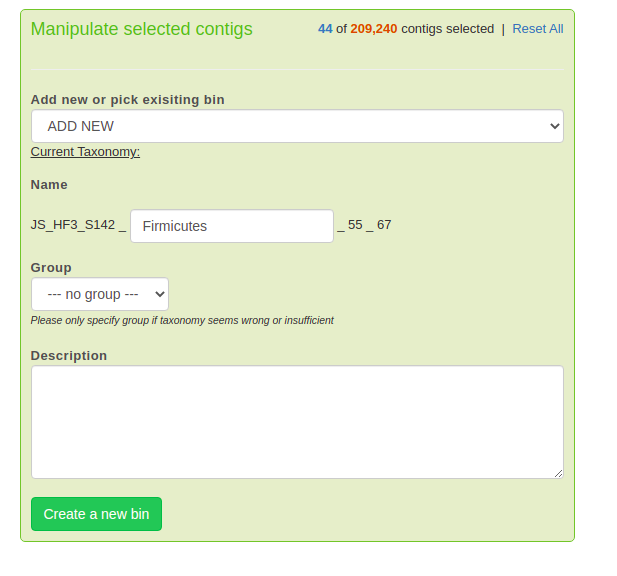 Manipulate selected contigs
44 of 209,240 contigs selected | Reset All
Add new or pick exisiting bin
ADD NEW
Current Taxonomy:
Name
JS_HF3_S142 _ Firmicutes _ 55 _ 67
Group
--- no group ---
Please only specify group if taxonomy seems wrong or insufficient
Description
Create a new bin